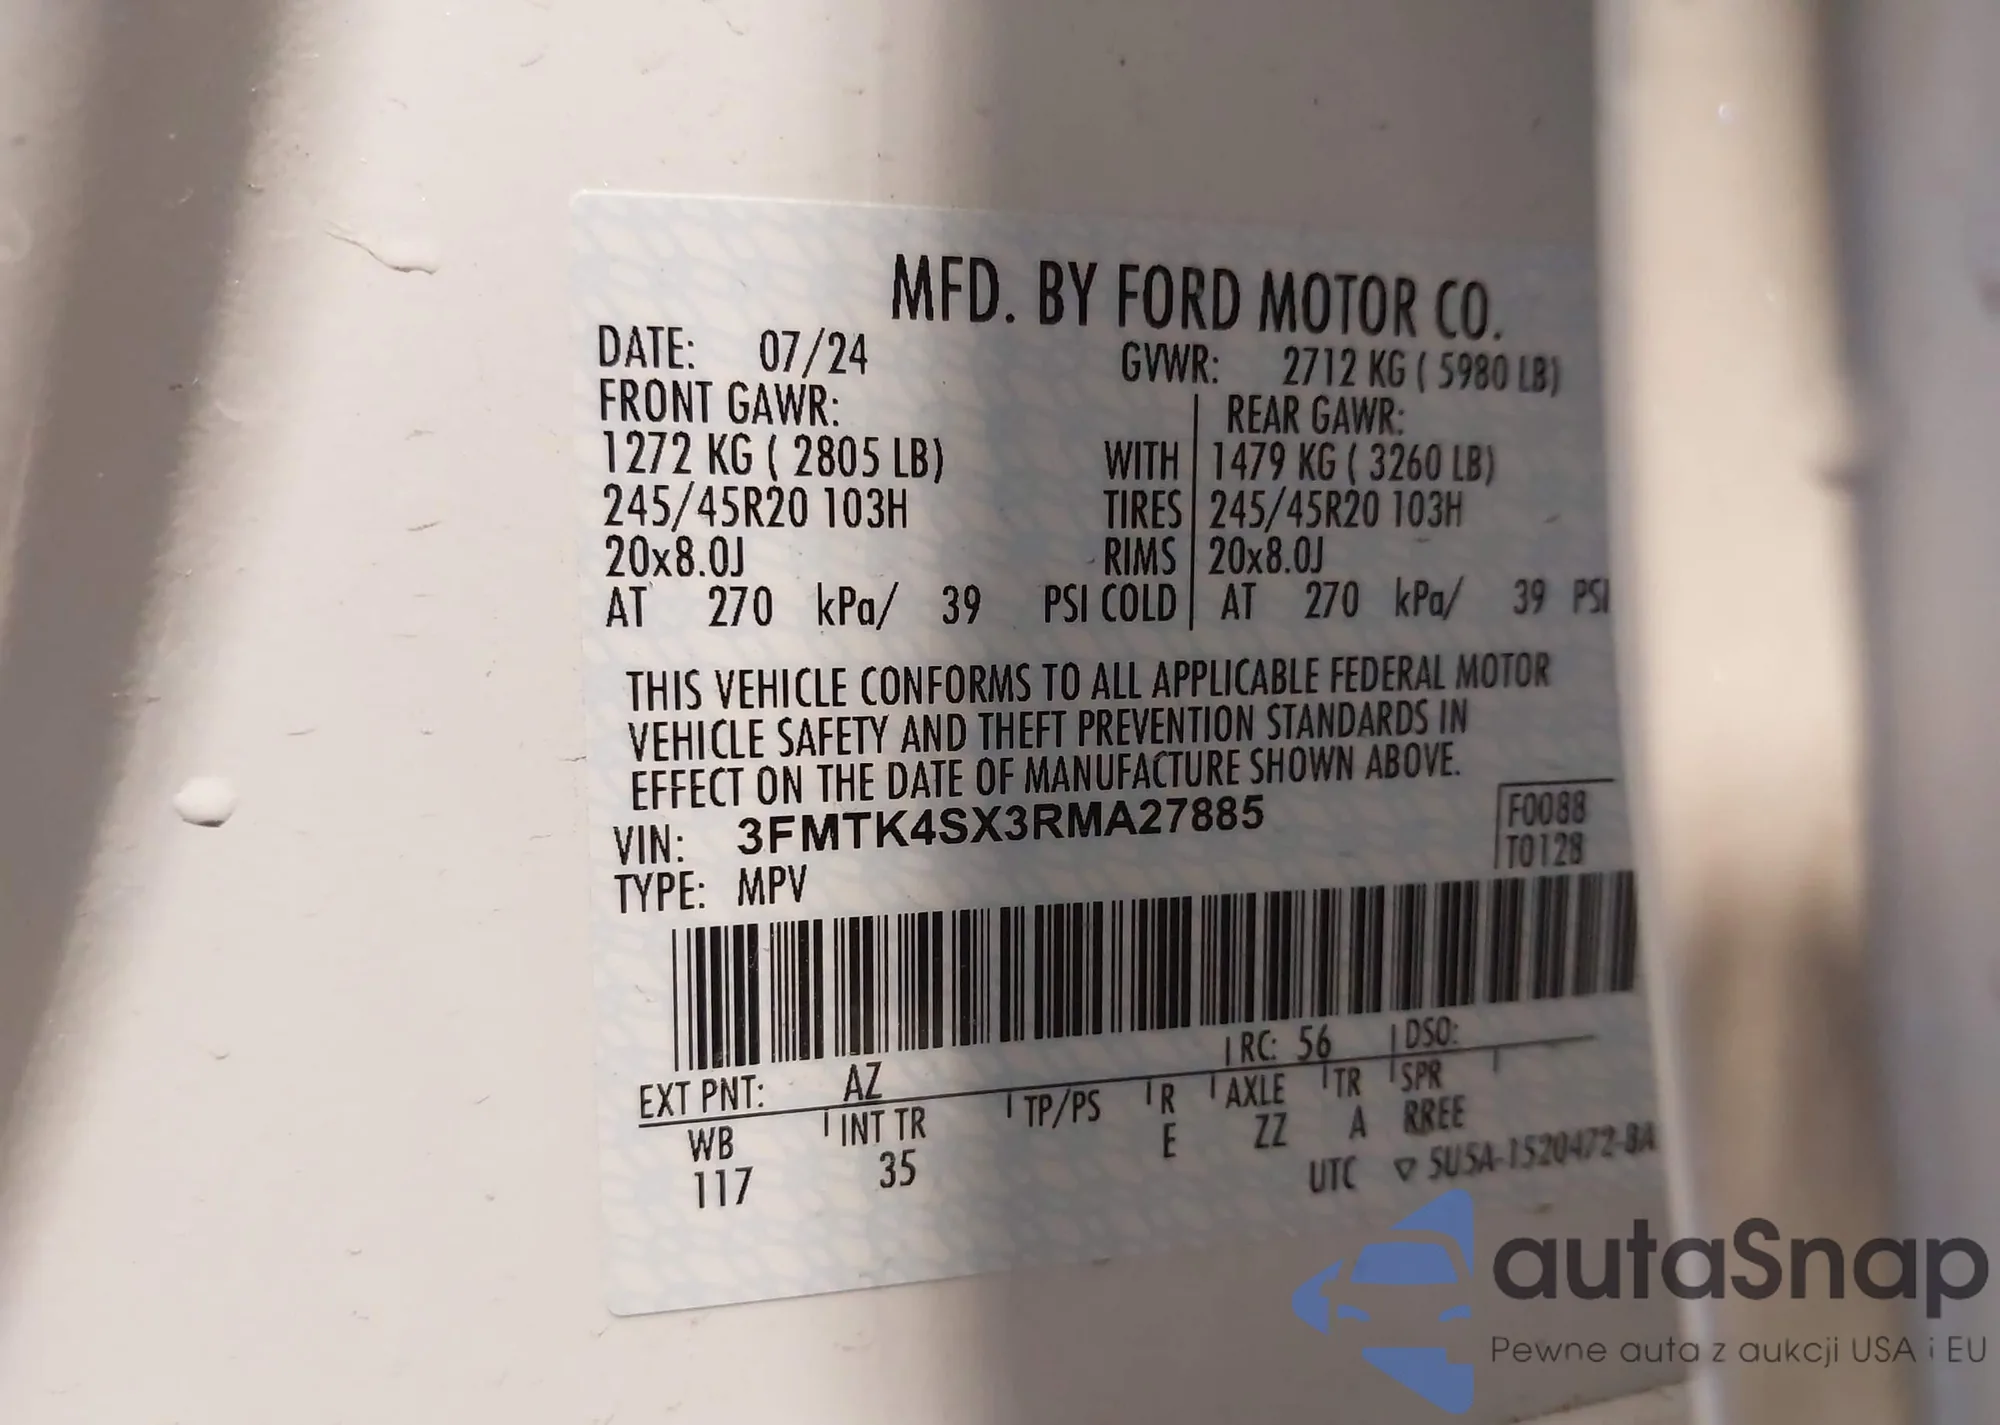 MFD. BY FORD MOTOR CO.
DATE: 07/24 GVWR: 2712 KG ( 5980 LB)
FRONT GAWR: REAR GAWR:
1272 KG ( 2805 LB) WITH 1479 KG ( 3260 LB)
245/45R20 103H TIRES 245/45R20 103H
20x8.0J RIMS 20x8.0J
AT 270 kPa/ 39 PSI COLD AT 270 kPa/ 39 PSI
THIS VEHICLE CONFORMS TO ALL APPLICABLE FEDERAL MOTOR
VEHICLE SAFETY AND THEFT PREVENTION STANDARDS IN
EFFECT ON THE DATE OF MANUFACTURE SHOWN ABOVE.
VIN: 3FMTK4SX3RMA27885
F0088
TYPE: MPV
T0128
EXT PNT: AZ RC: 56 DSO:
WB INT TR TP/PS R AXLE TR SPR
117 35 E ZZ A RREE
UTC ▽ 5U5A-1520472-BA
autaSnap
Pewne auta z aukcji USA i EU